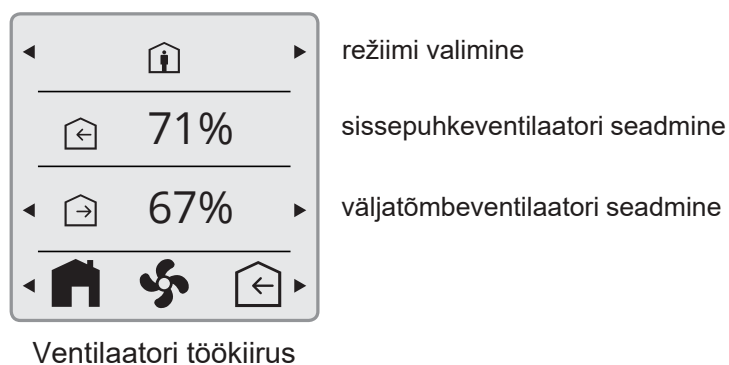 režiimi valimine
71% sissepuhkeventilaatori seadmine
67% väljatõmbeventilaatori seadmine
Ventilaatori töökiirus